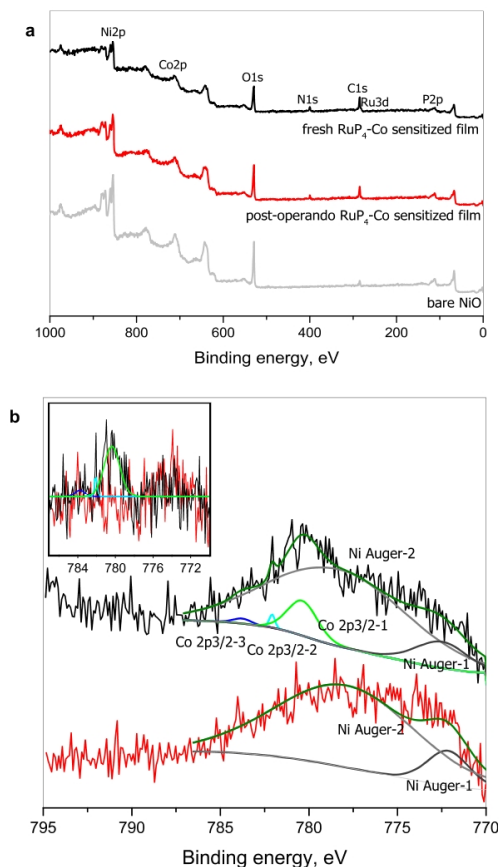 a
Ni2p
Co2p
O1s
N1s
C1s
Ru3d
P2p
fresh RuP4-Co sensitized film
post-operando RuP4-Co sensitized film
bare NiO
1000 800 600 400 200 0
Binding energy, eV
b
784 780 776 772
Ni Auger-2
Co 2p3/2-1
Co 2p3/2-3
Co 2p3/2-2
Ni Auger-1
Ni Auger-2
Ni Auger-1
795 790 785 780 775 770
Binding energy, eV